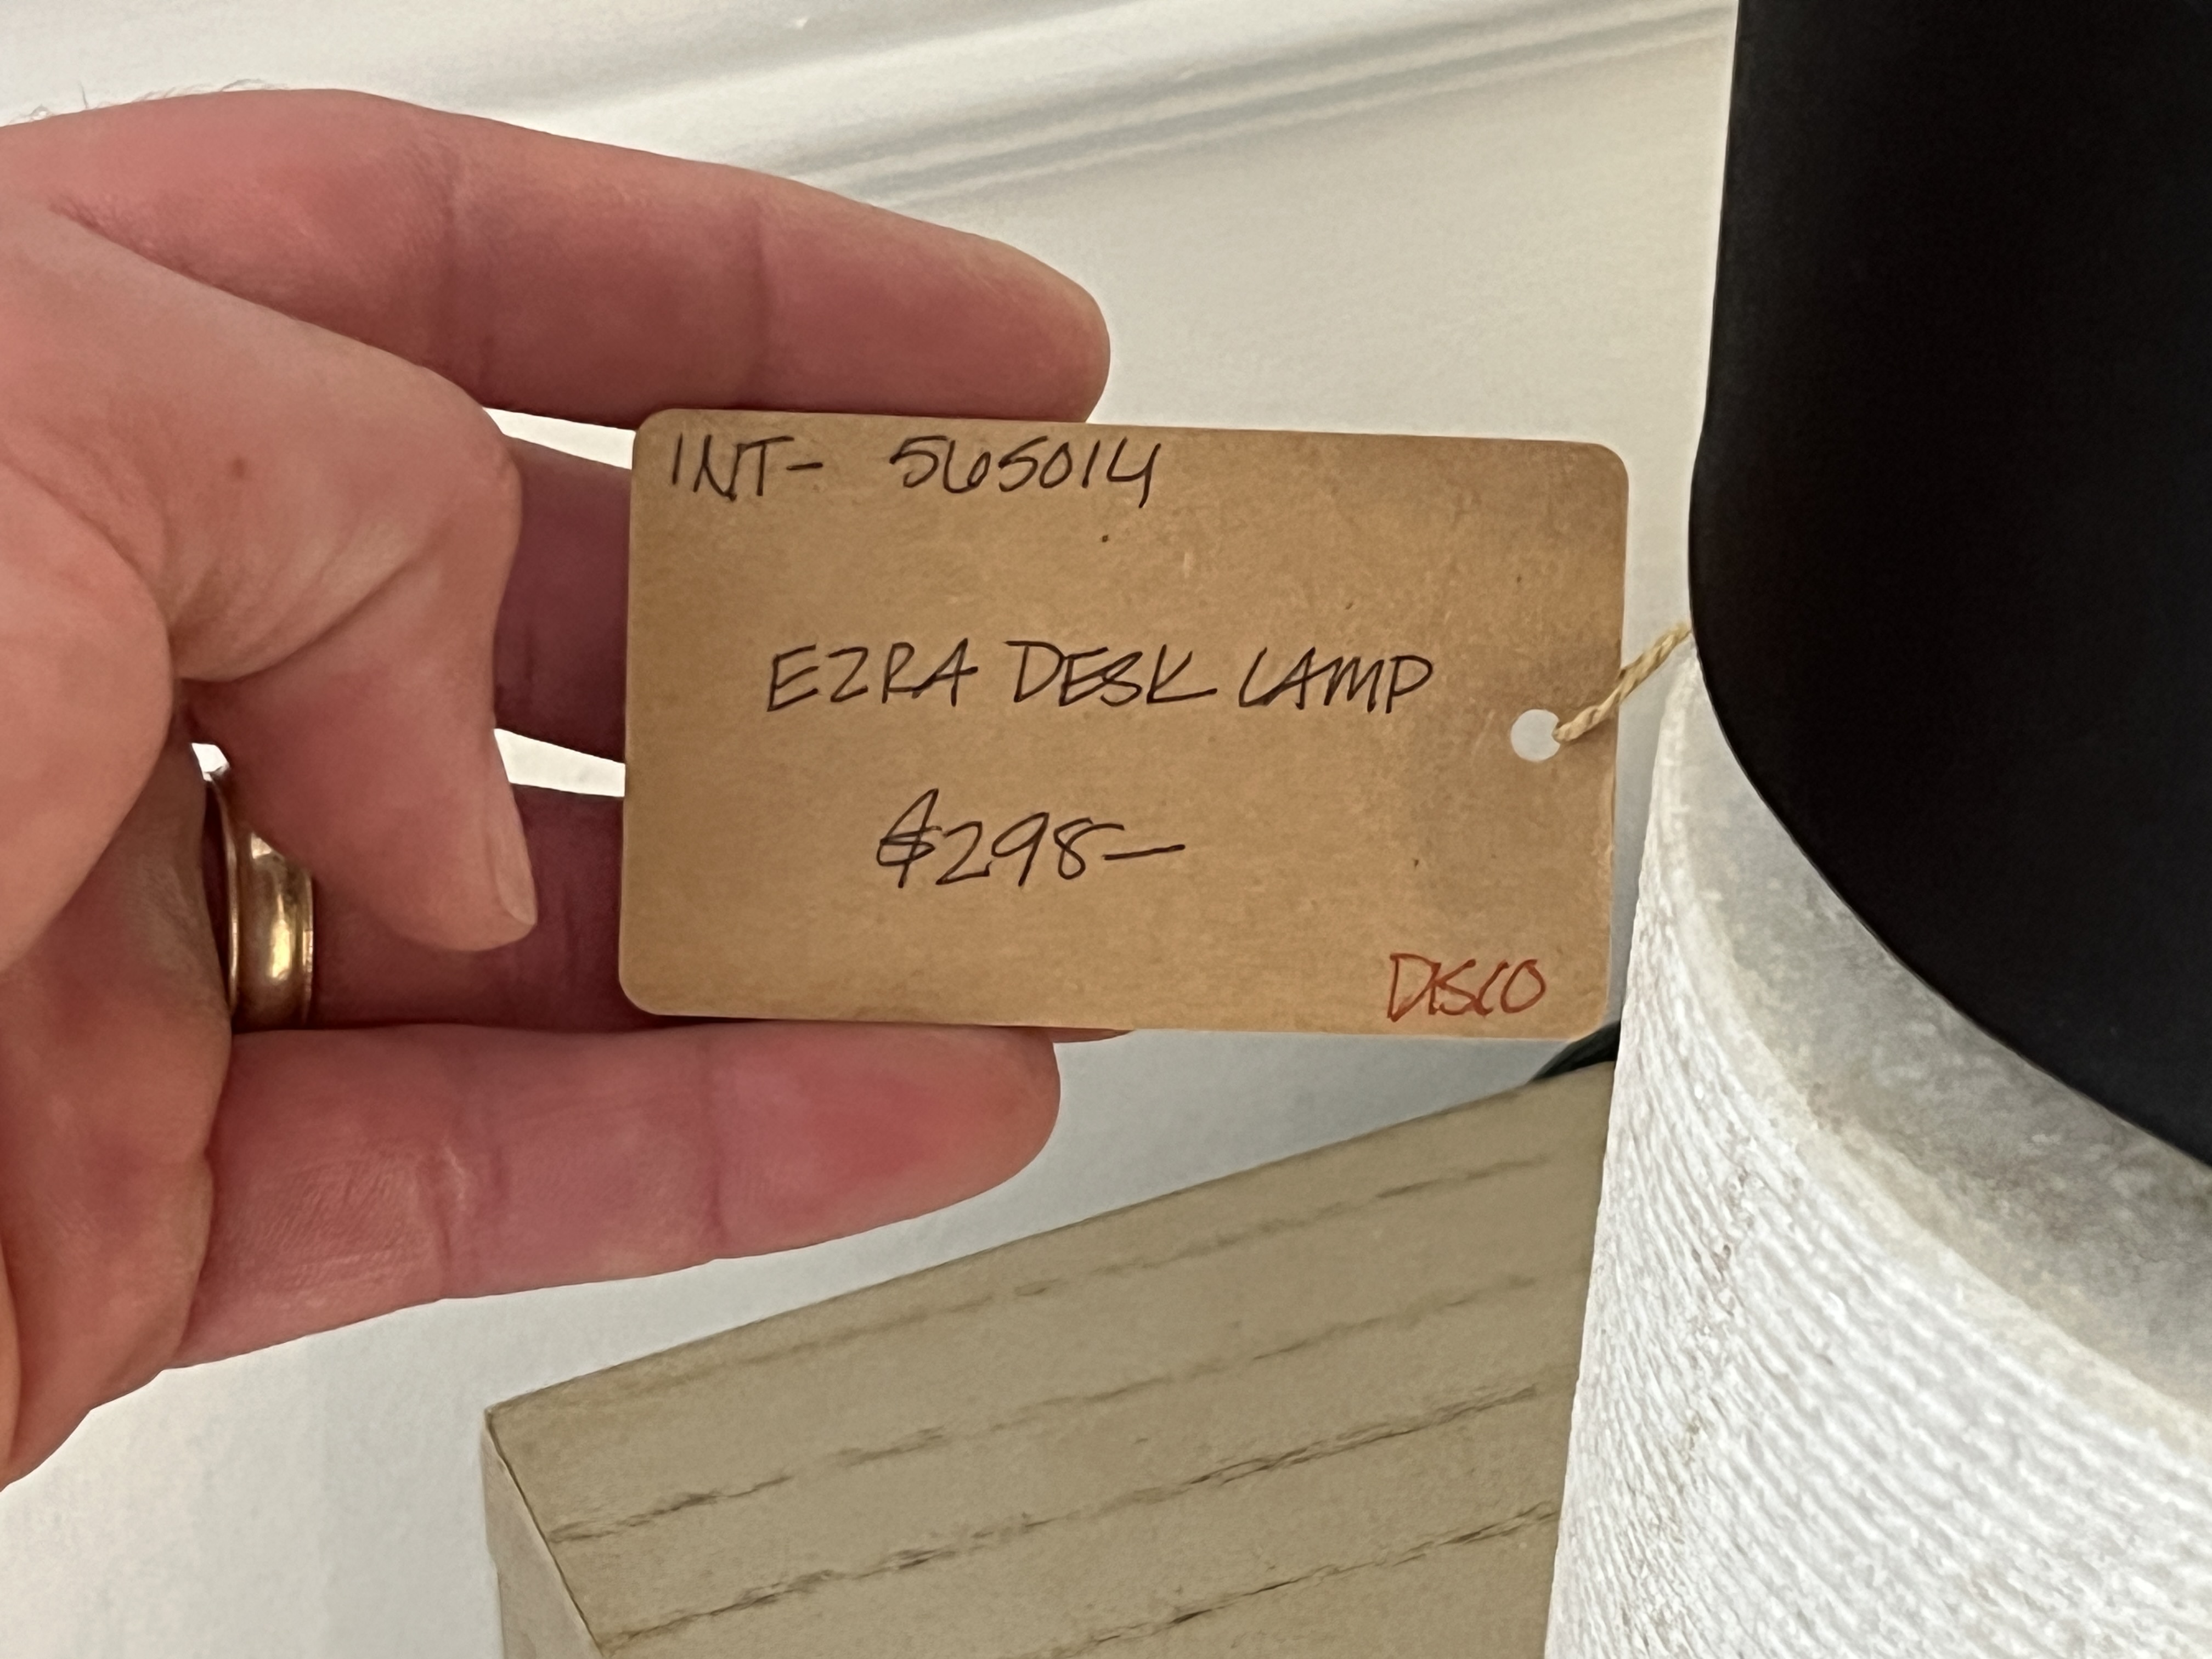 INT- 565014
EZRA DESK LAMP
$298—
DISCO